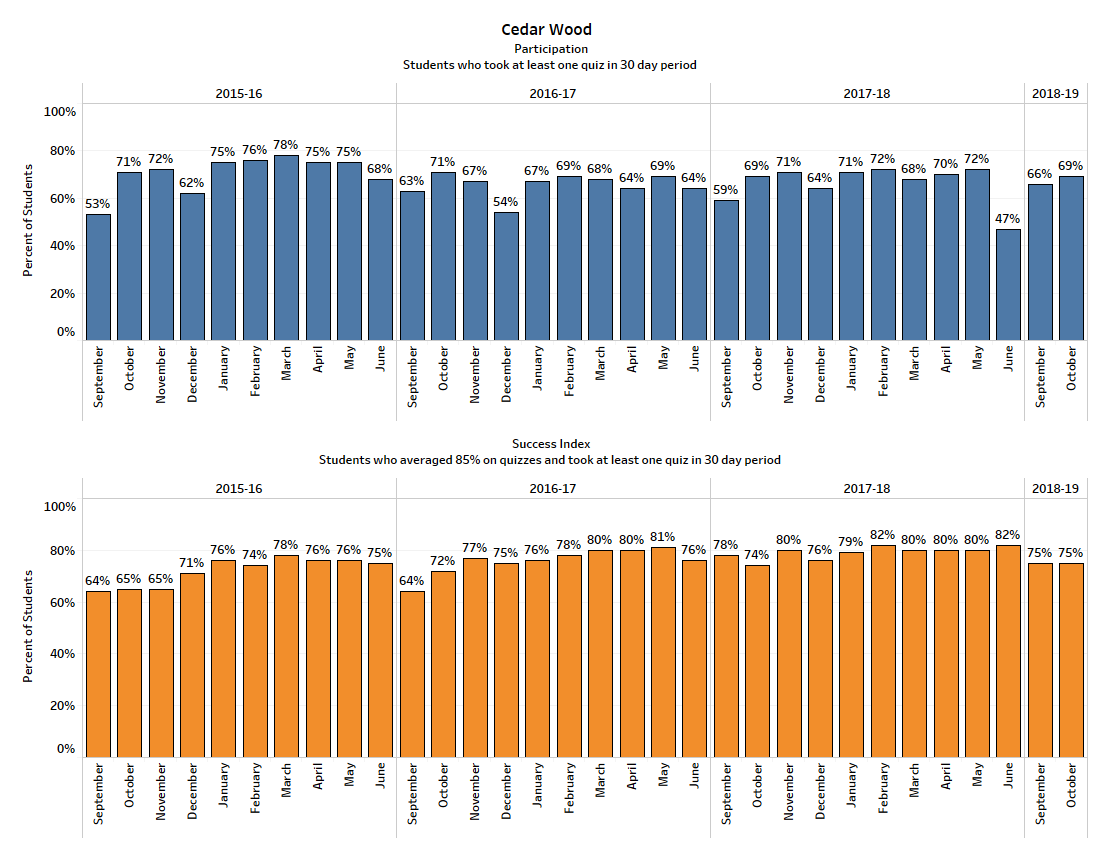 Cedar Wood
Participation
Students who took at least one quiz in 30 day period
2015-16 2016-17 2017-18 2018-19
100%
80%
60%
40%
20%
0%
Percent of Students
53% 71% 72% 62% 75% 76% 78% 75% 75% 68% 63% 71% 67% 54% 67% 69% 68% 64% 69% 64% 59% 69% 71% 64% 71% 72% 68% 70% 72% 47% 66% 69%
September October November December January February March April May June September October November December January February March April May June September October November December January February March April May June September October
Success Index
Students who averaged 85% on quizzes and took at least one quiz in 30 day period
2015-16 2016-17 2017-18 2018-19
100%
80%
60%
40%
20%
0%
Percent of Students
64% 65% 65% 71% 76% 74% 78% 76% 76% 75% 64% 72% 77% 75% 76% 78% 80% 80% 81% 76% 78% 74% 80% 76% 79% 82% 80% 80% 80% 82% 75% 75%
September October November December January February March April May June September October November December January February March April May June September October November December January February March April May June September October